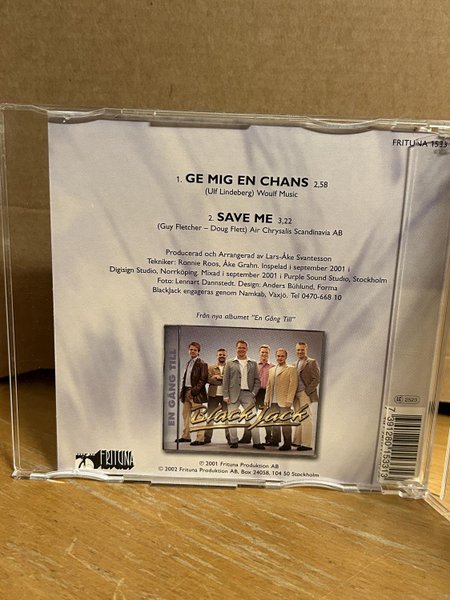 FRITUNA 1533
1. GE MIG EN CHANS 2,58
(Ulf Lindeberg) Woulf Music
2. SAVE ME 3,22
(Guy Fletcher – Doug Flett) Air Chrysalis Scandinavia AB
Producerad och Arrangerad av Lars-Åke Svantesson
Tekniker: Ronnie Roos, Åke Grahn. Inspelad i september 2001 i
Digisign Studio, Norrköping. Mixad i september 2001 i Purple Sound Studio, Stockholm
Foto: Lennart Dannstedt. Design: Anders Bühlund, Forma
BlackJack engageras genom Namkab, Växjö. Tel 0470-668 10
Från nya albumet "En Gång Till"
EN GÅNG TILL
BlackJack
FRITUNA
℗ 2001 Frituna Produktion AB
© 2002 Frituna Produktion AB, Box 24058, 104 50 Stockholm